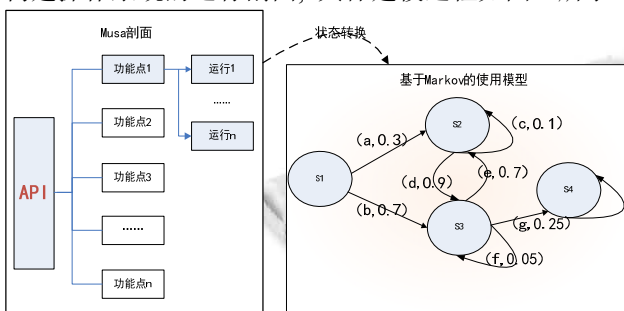 Musa剖面
状态转换
功能点1
运行1
……
功能点2
运行n
功能点3
API
……
功能点n
基于Markov的使用模型
S2
(c,0.1)
(a,0.3)
S1
(d,0.9)
(e,0.7)
S4
(b,0.7)
S3
(g,0.25)
(f,0.05)